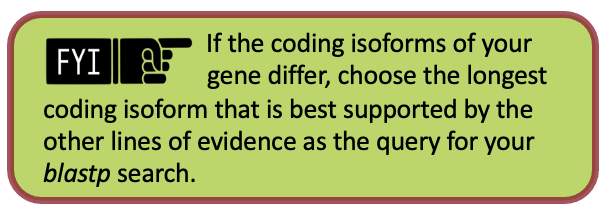 FYI If the coding isoforms of your
gene differ, choose the longest
coding isoform that is best supported by the
other lines of evidence as the query for your
blastp search.